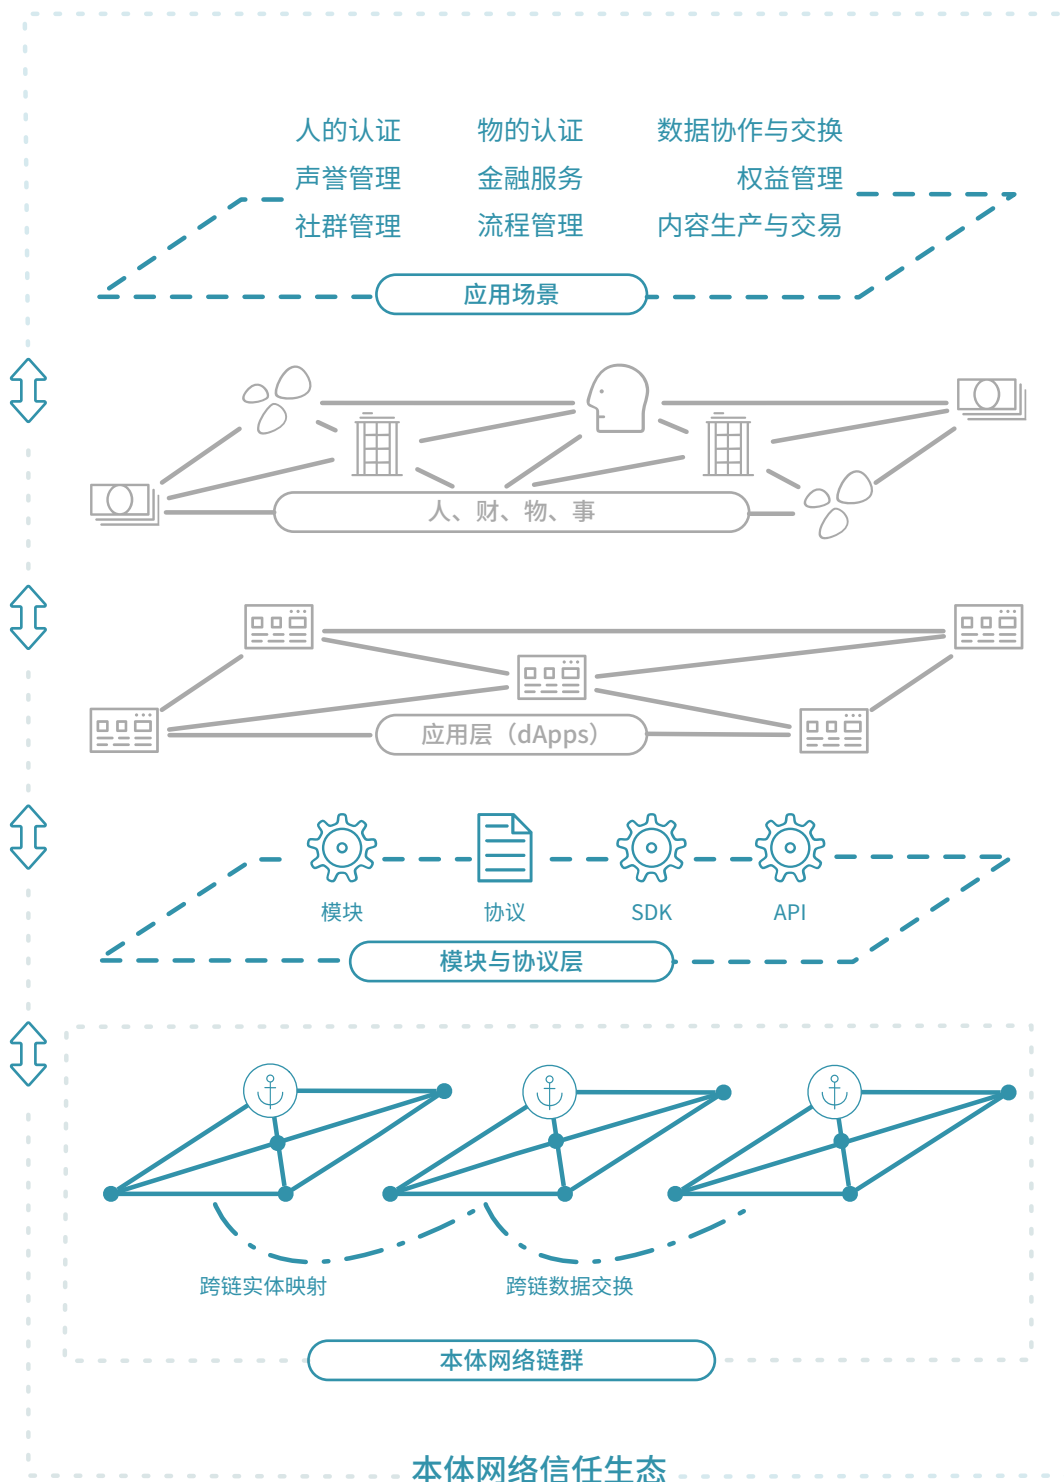 人的认证 物的认证 数据协作与交换
声誉管理 金融服务 权益管理
社群管理 流程管理 内容生产与交易
应用场景
人、财、物、事
应用层（dApps）
模块 协议 SDK API
模块与协议层
跨链实体映射 跨链数据交换
本体网络链群
本体网络信任生态